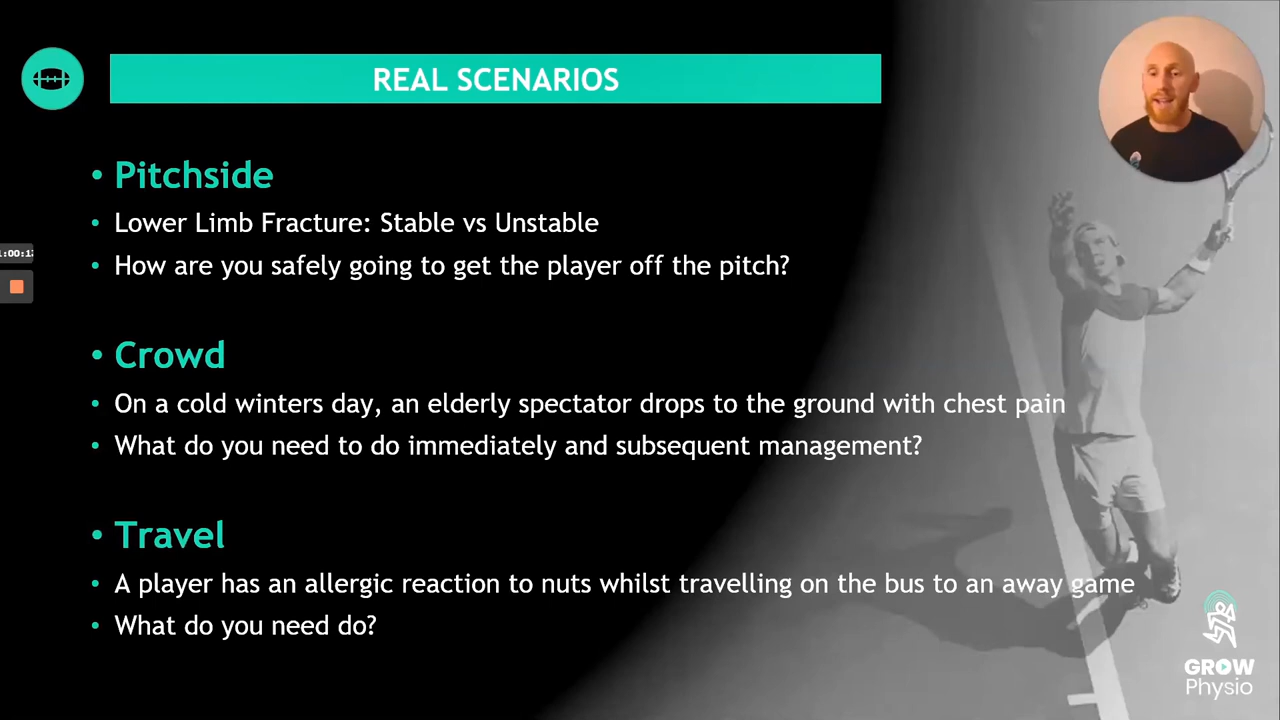 REAL SCENARIOS
• Pitchside
• Lower Limb Fracture: Stable vs Unstable
• How are you safely going to get the player off the pitch?
• Crowd
• On a cold winters day, an elderly spectator drops to the ground with chest pain
• What do you need to do immediately and subsequent management?
• Travel
• A player has an allergic reaction to nuts whilst travelling on the bus to an away game
• What do you need do?
GROW
Physio